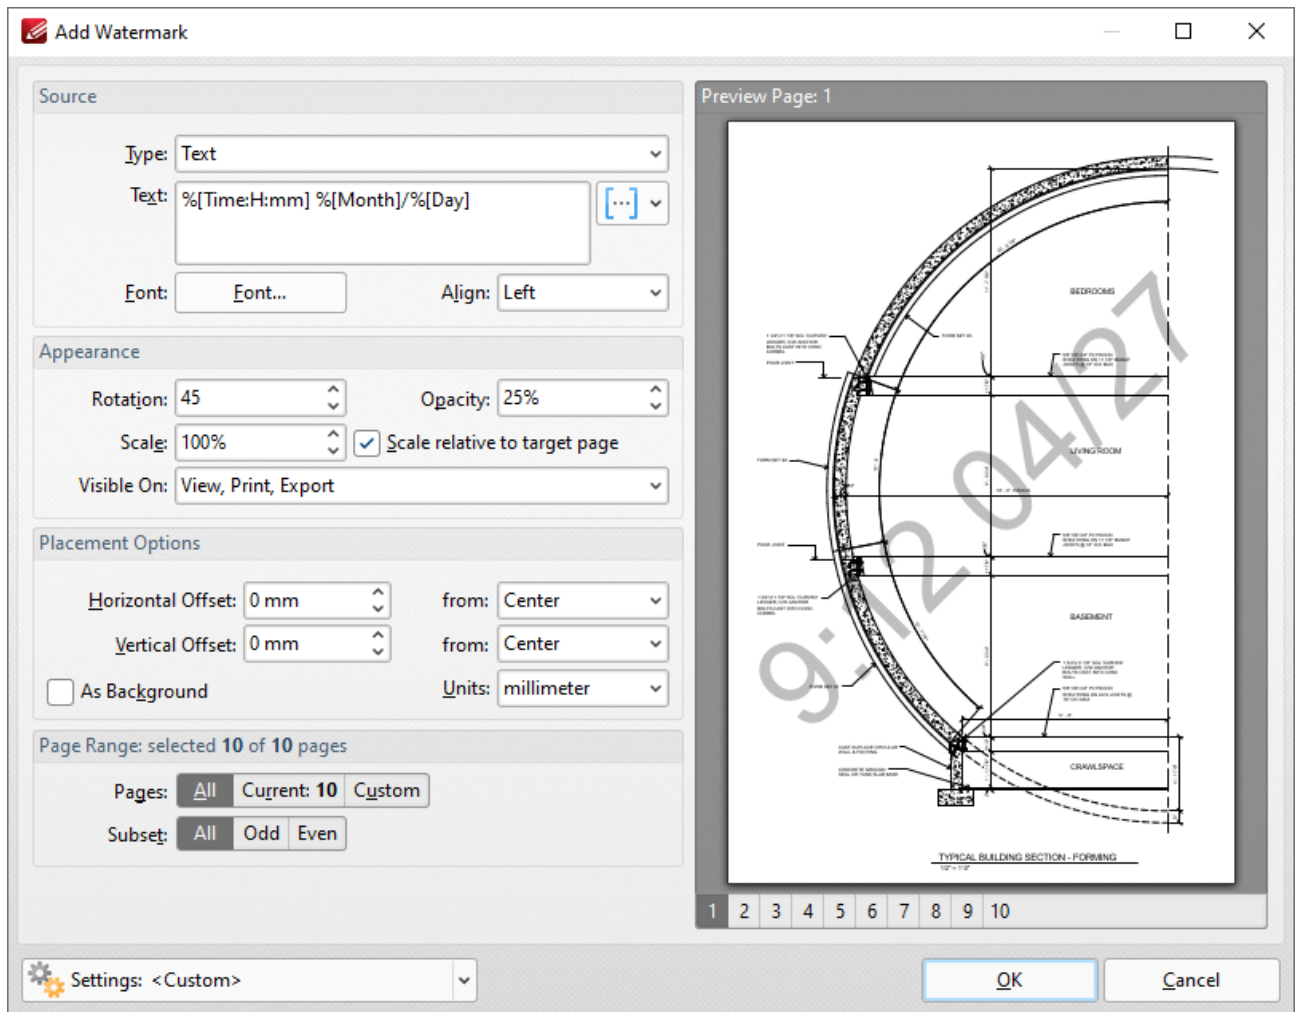 Add Watermark
Source
Type: Text
Text: %[Time:H:mm] %[Month]/%[Day]
Font: Font... Align: Left
Appearance
Rotation: 45 Opacity: 25%
Scale: 100% Scale relative to target page
Visible On: View, Print, Export
Placement Options
Horizontal Offset: 0 mm from: Center
Vertical Offset: 0 mm from: Center
As Background Units: millimeter
Page Range: selected 10 of 10 pages
Pages: All Current: 10 Custom
Subset: All Odd Even
Preview Page: 1
BEDROOMS
LIVING ROOM
BASEMENT
CRAWLSPACE
9:12 04/27
TYPICAL BUILDING SECTION - FORMING
1 2 3 4 5 6 7 8 9 10
Settings: <Custom>
OK Cancel